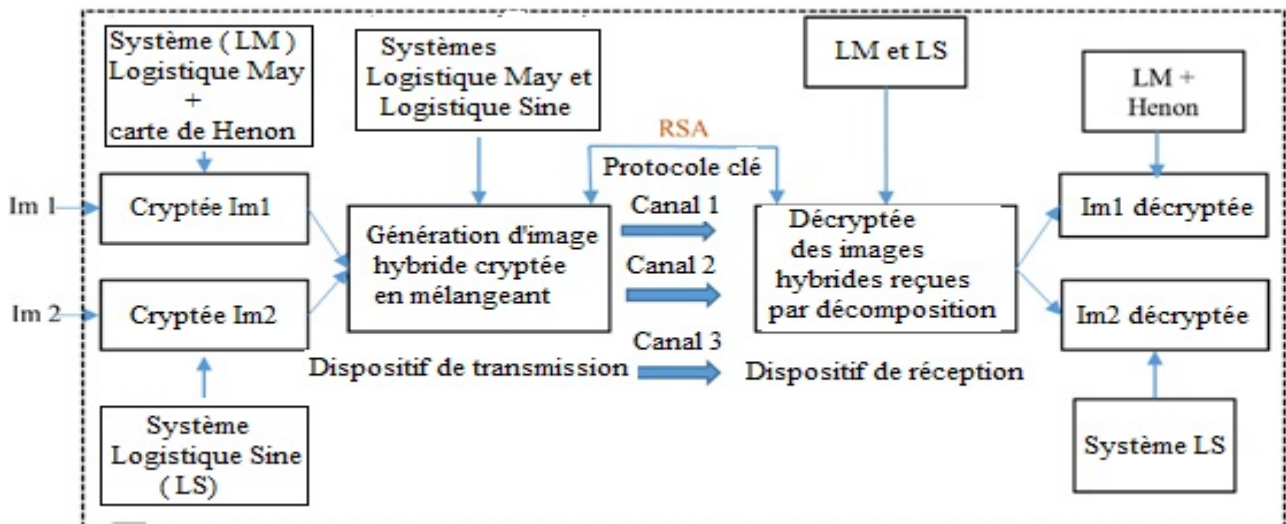 Système ( LM )
Logistique May
+
carte de Henon
Systèmes
Logistique May et
Logistique Sine
LM et LS
LM +
Henon
RSA
Protocole clé
Im 1
Cryptée Im1
Canal 1
Im1 décryptée
Génération d'image
hybride cryptée
en mélangeant
Canal 2
Décryptée
des images
hybrides reçues
par décomposition
Im 2
Cryptée Im2
Im2 décryptée
Canal 3
Dispositif de transmission
Dispositif de réception
Système
Logistique Sine
( LS)
Système LS